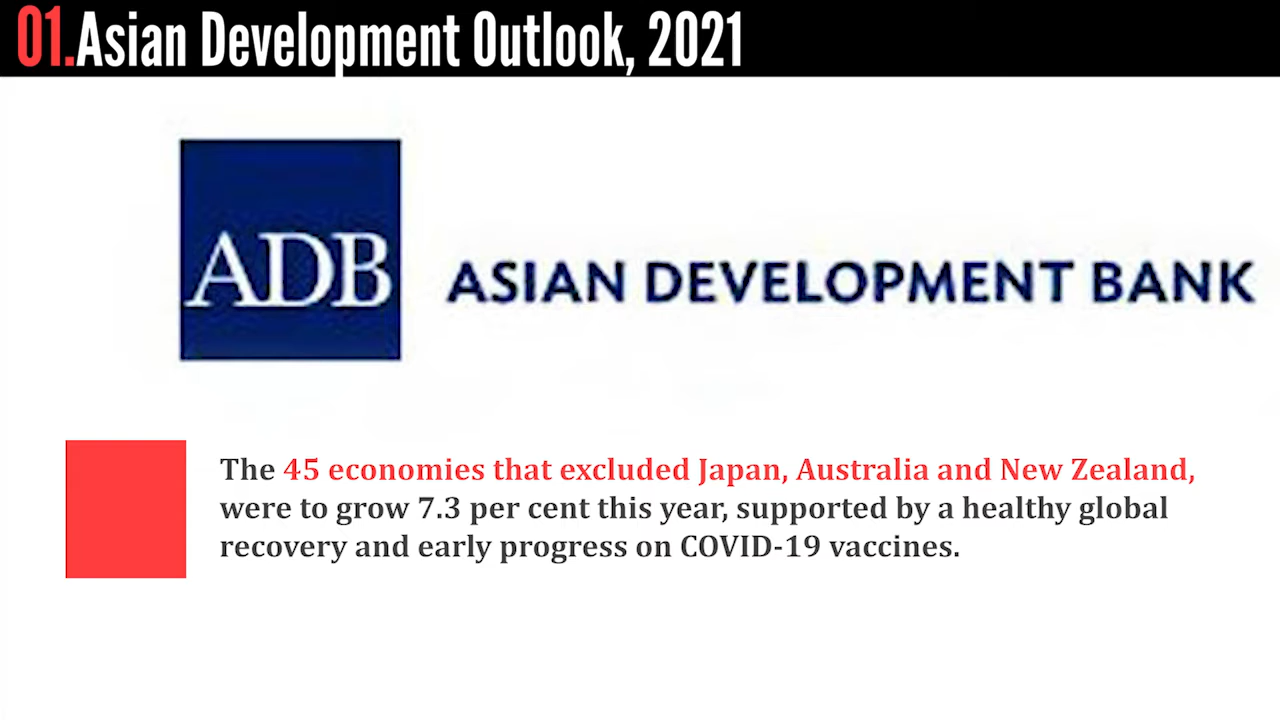 01.Asian Development Outlook, 2021
ADB
ASIAN DEVELOPMENT BANK
The 45 economies that excluded Japan, Australia and New Zealand,
were to grow 7.3 per cent this year, supported by a healthy global
recovery and early progress on COVID-19 vaccines.